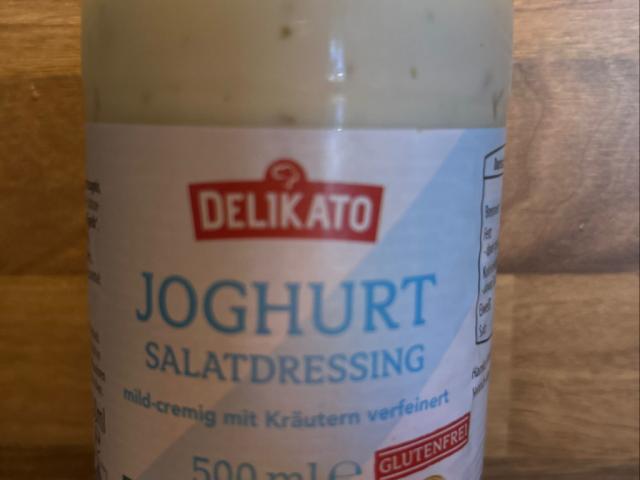 DELIKATO
JOGHURT
SALATDRESSING
mild-cremig mit Kräutern verfeinert
500 ml e
GLUTENFREI